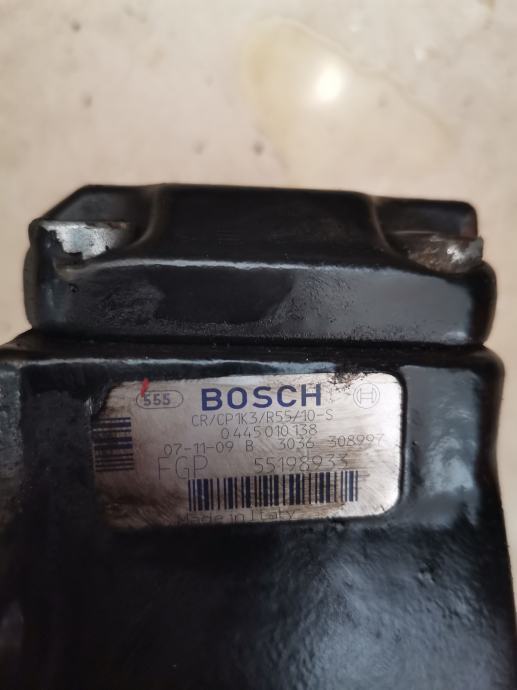 555 BOSCH
CR/CP1K3/R55/10-S
0445010138
07-11-09 B 3036 308997
FGP 55198933
Made in Italy